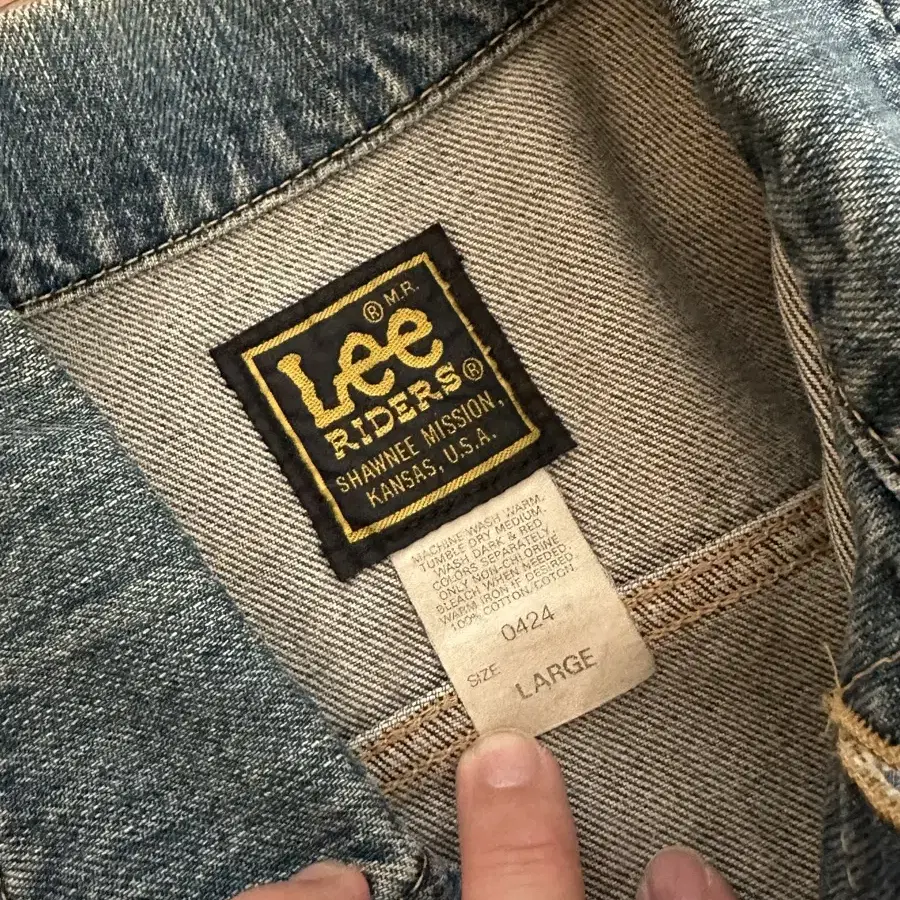 ® M.R.
Lee
RIDERS®
SHAWNEE MISSION,
KANSAS, U.S.A.
MACHINE WASH WARM.
TUMBLE DRY MEDIUM.
WASH DARK & RED
COLORS SEPARATELY
ONLY NON-CHLORINE
BLEACH WHEN NEEDED
WARM IRON IF DESIRED
100% COTTON/COTON.
0424
SIZE LARGE